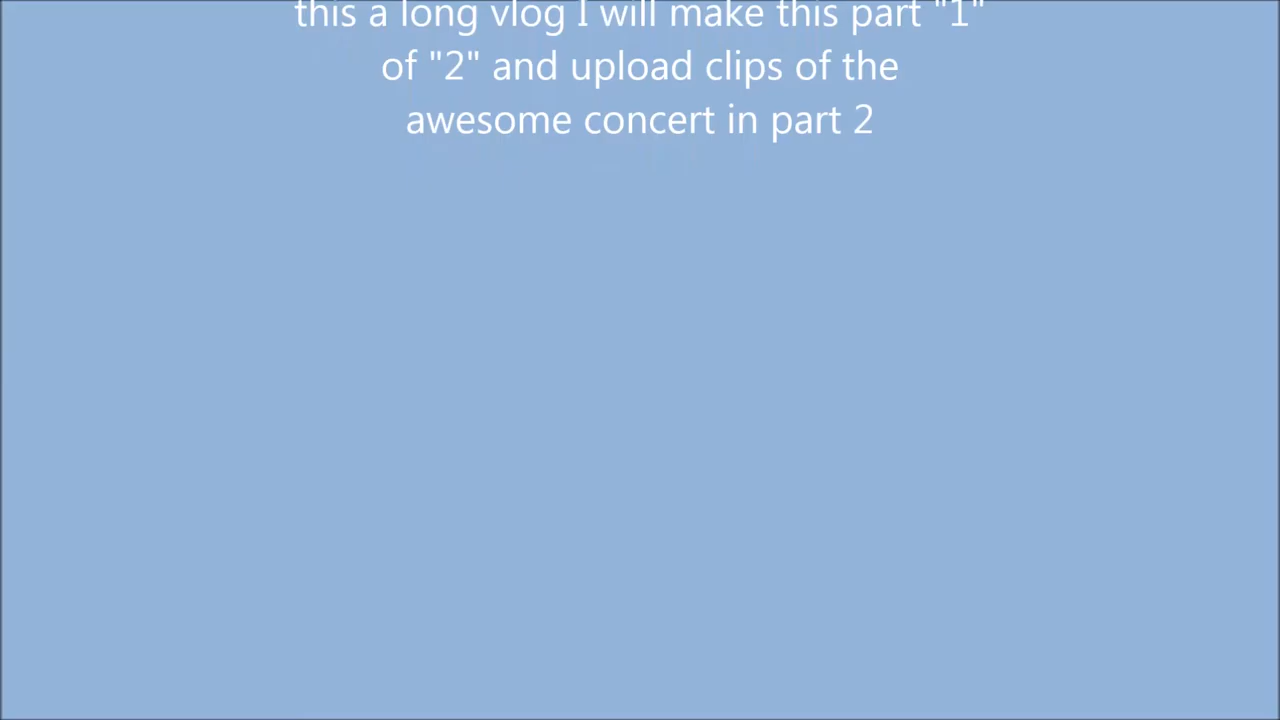 this a long vlog I will make this part "1"
of "2" and upload clips of the
awesome concert in part 2